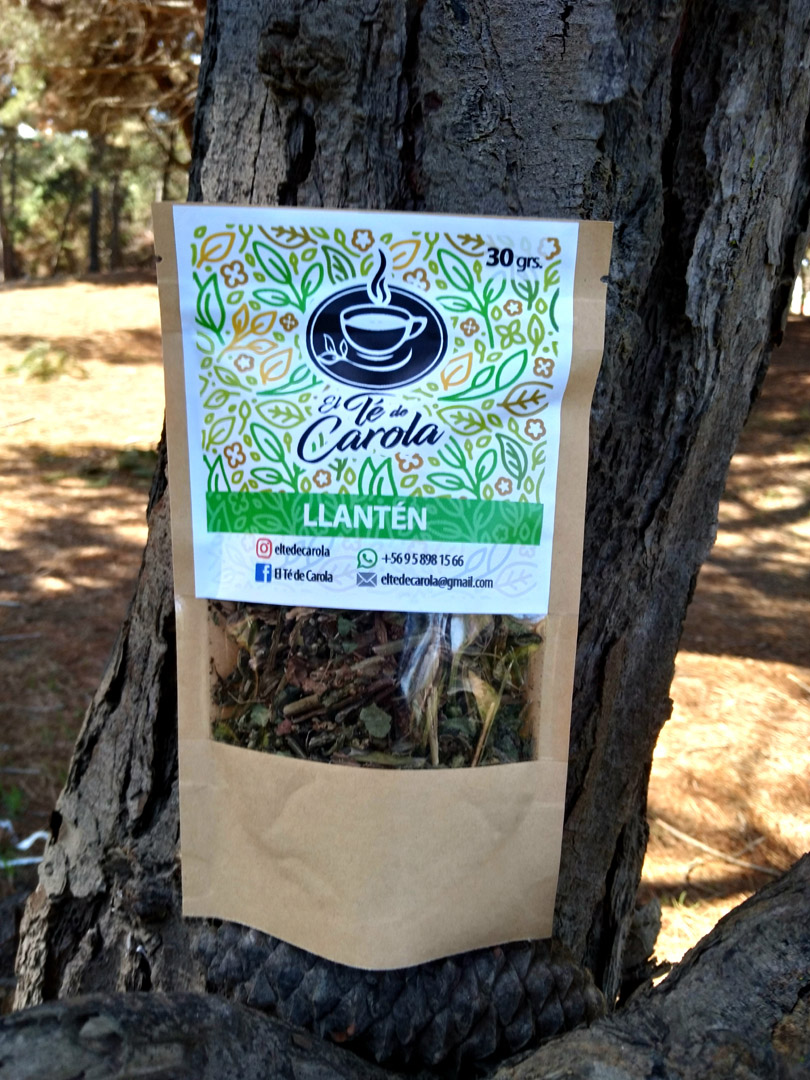 30 grs.
El Té de
Carola
LLANTÉN
eltedecarola
+56 9 5 898 15 66
El Té de Carola
eltedecarola@gmail.com